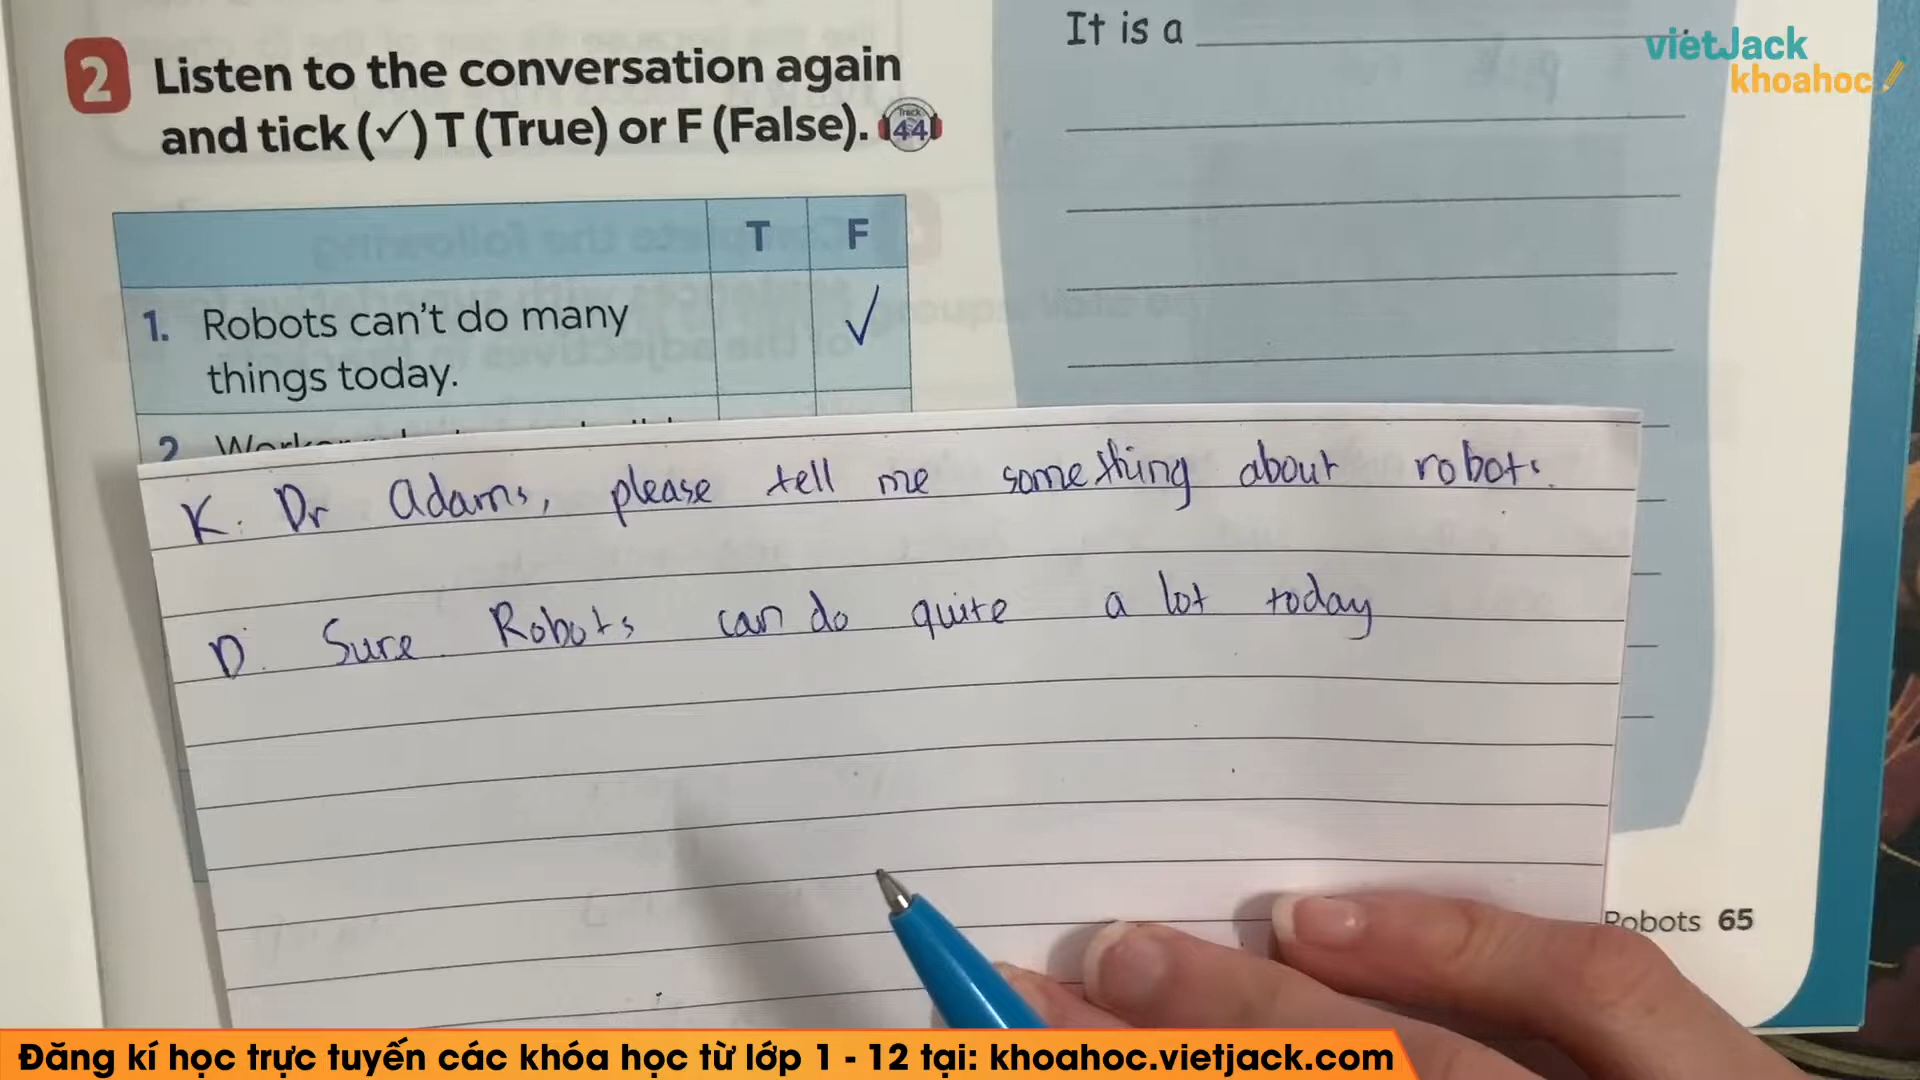 2 Listen to the conversation again
and tick (✓) T (True) or F (False). Track 44
T F
1. Robots can't do many
things today. ✓
2
It is a
vietJack
khoahoc
K. Dr Adams, please tell me something about robots.
D. Sure. Robots can do quite a lot today
Robots 65
Đăng kí học trực tuyến các khóa học từ lớp 1 - 12 tại: khoahoc.vietjack.com